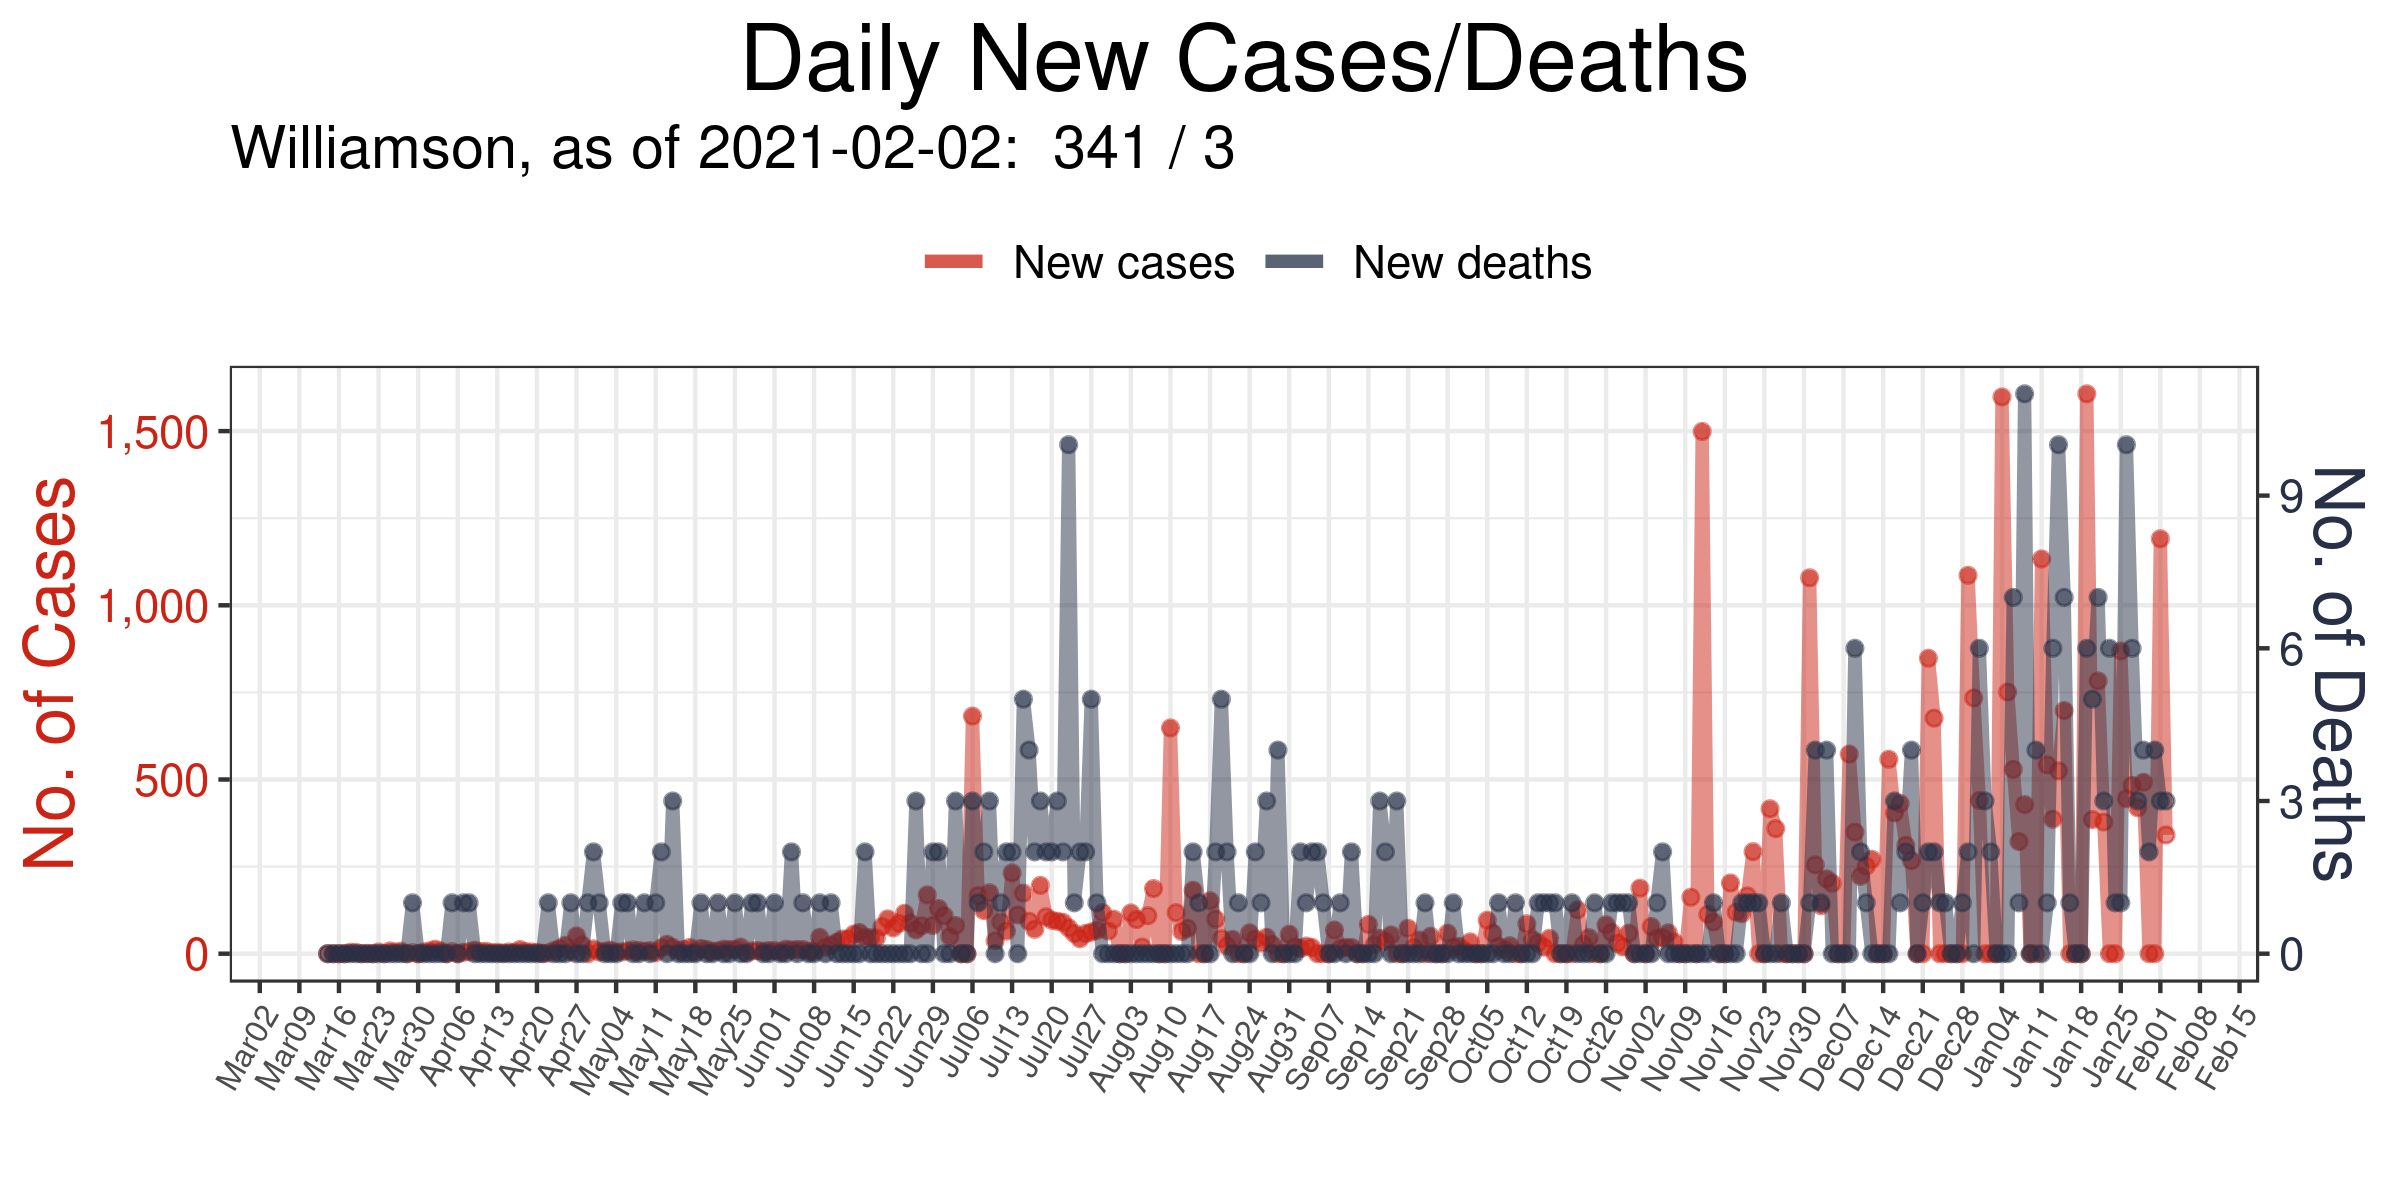 Daily New Cases/Deaths
Williamson, as of 2021-02-02:  341 / 3
New cases
New deaths
No. of Cases
1,500
1,000
500
0
No. of Deaths
9
6
3
0
Mar02
Mar09
Mar16
Mar23
Mar30
Apr06
Apr13
Apr20
Apr27
May04
May11
May18
May25
Jun01
Jun08
Jun15
Jun22
Jun29
Jul06
Jul13
Jul20
Jul27
Aug03
Aug10
Aug17
Aug24
Aug31
Sep07
Sep14
Sep21
Sep28
Oct05
Oct12
Oct19
Oct26
Nov02
Nov09
Nov16
Nov23
Nov30
Dec07
Dec14
Dec21
Dec28
Jan04
Jan11
Jan18
Jan25
Feb01
Feb08
Feb15